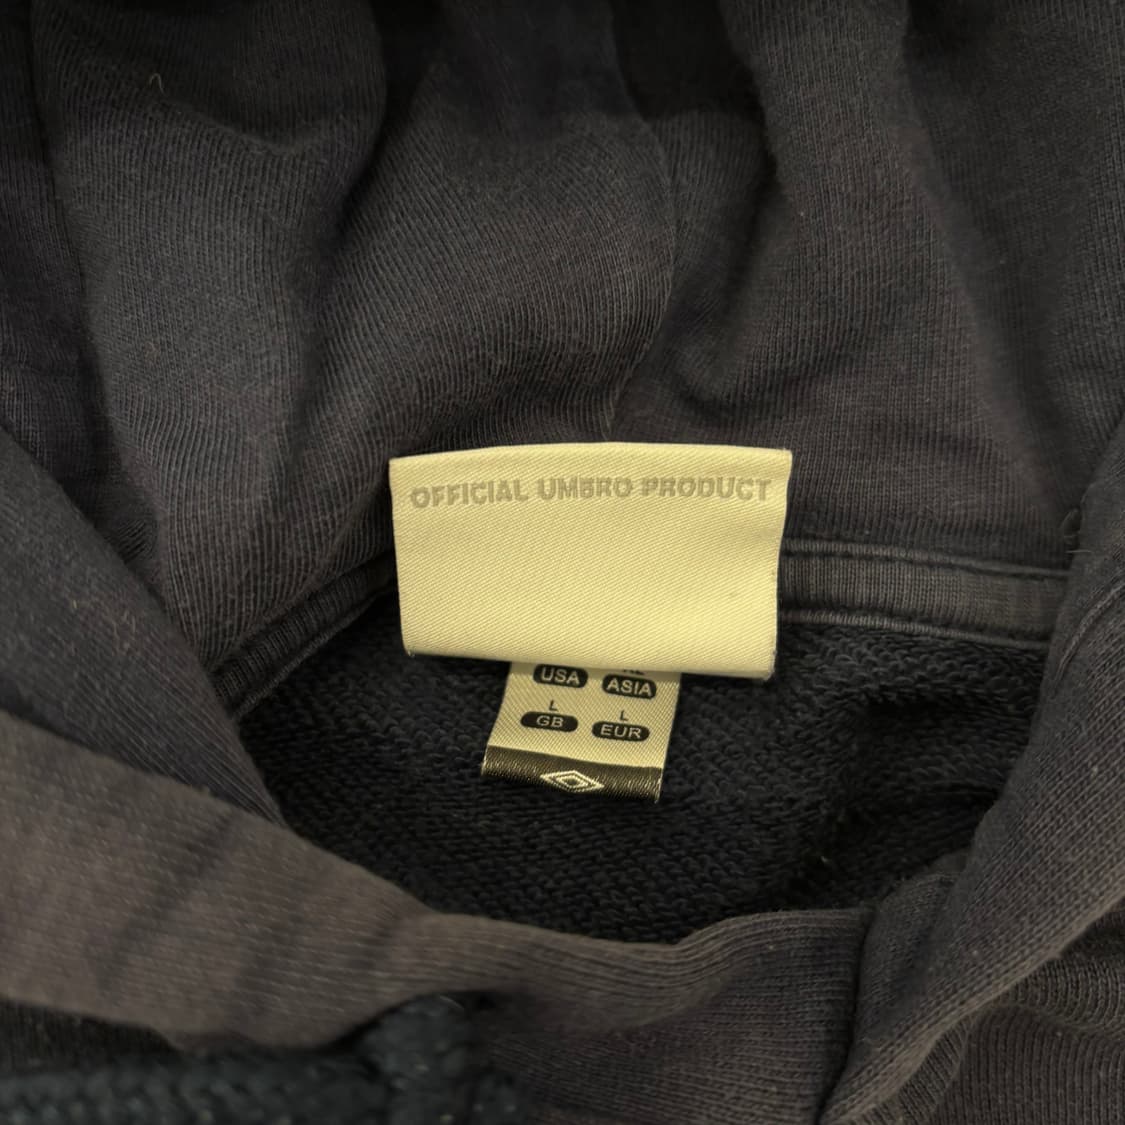 OFFICIAL UMBRO PRODUCT
USA ASIA
L L
GB EUR